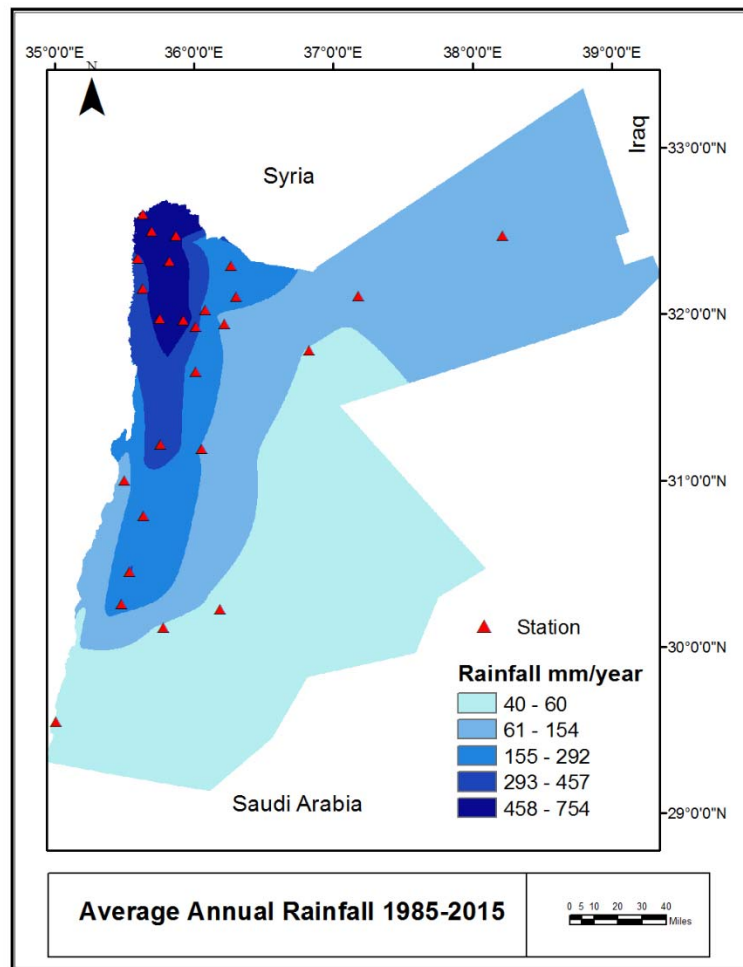 35°0'0"E 36°0'0"E 37°0'0"E 38°0'0"E 39°0'0"E
N
Iraq
33°0'0"N
Syria
32°0'0"N
31°0'0"N
Station
30°0'0"N
Rainfall mm/year
40 - 60
61 - 154
155 - 292
293 - 457
458 - 754
Saudi Arabia
29°0'0"N
Average Annual Rainfall 1985-2015
0 5 10 20 30 40
Miles